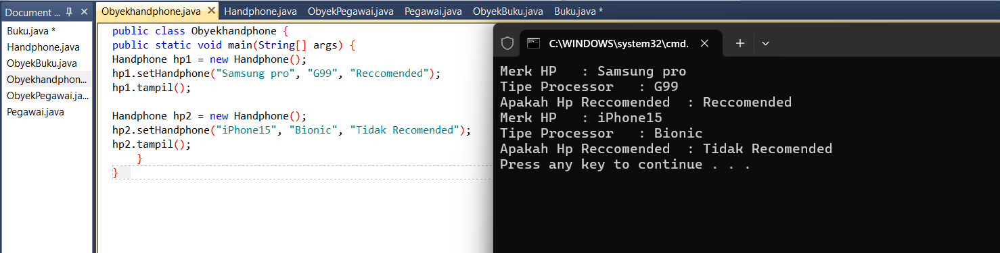 Document ...
Buku.java *
Handphone.java
ObyekBuku.java
Obyekhandphon...
ObyekPegawai.ja...
Pegawai.java
Obyekhandphone.java Handphone.java ObyekPegawai.java Pegawai.java ObyekBuku.java Buku.java *
public class Obyekhandphone {
public static void main(String[] args) {
Handphone hp1 = new Handphone();
hp1.setHandphone("Samsung pro", "G99", "Reccomended");
hp1.tampil();
Handphone hp2 = new Handphone();
hp2.setHandphone("iPhone15", "Bionic", "Tidak Recomended");
hp2.tampil();
}
}
C:\WINDOWS\system32\cmd.
Merk HP   : Samsung pro
Tipe Processor   : G99
Apakah Hp Reccomended  : Reccomended
Merk HP   : iPhone15
Tipe Processor   : Bionic
Apakah Hp Reccomended  : Tidak Recomended
Press any key to continue . . .